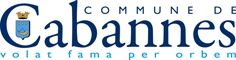 COMMUNE DE
Cabannes
volat fama per orbem